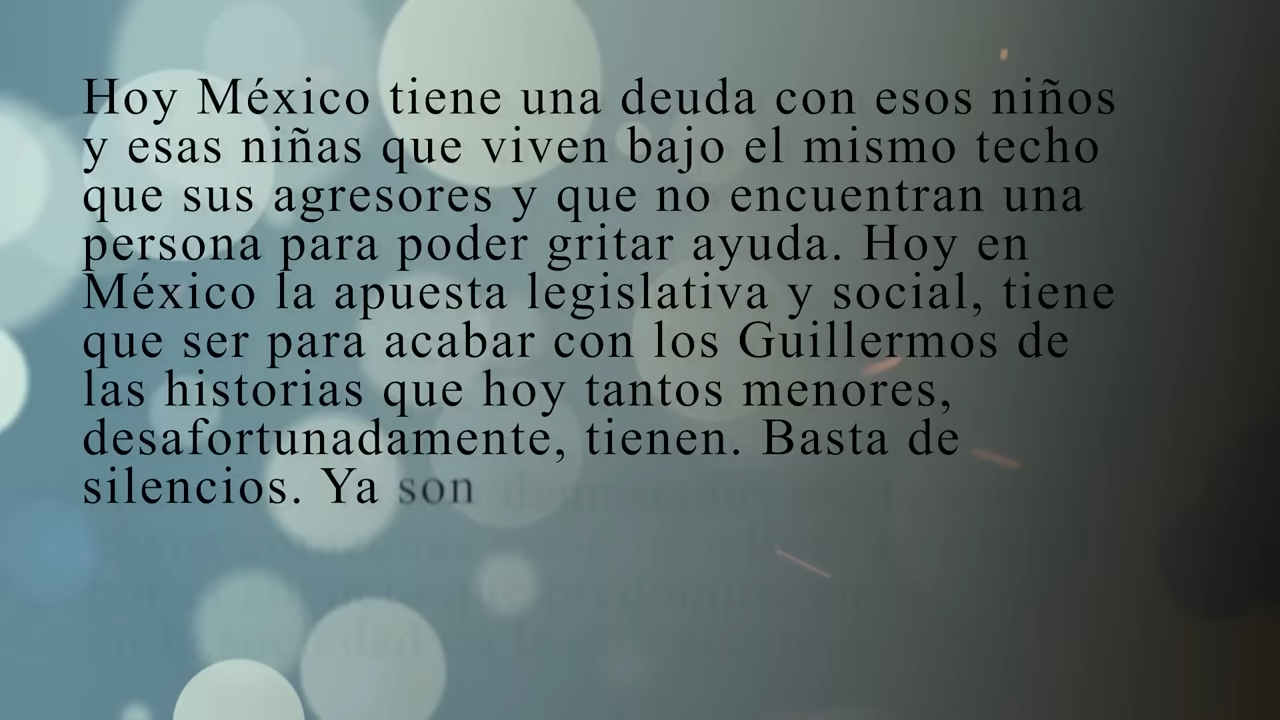 Hoy México tiene una deuda con esos niños
y esas niñas que viven bajo el mismo techo
que sus agresores y que no encuentran una
persona para poder gritar ayuda. Hoy en
México la apuesta legislativa y social, tiene
que ser para acabar con los Guillermos de
las historias que hoy tantos menores,
desafortunadamente, tienen. Basta de
silencios. Ya son